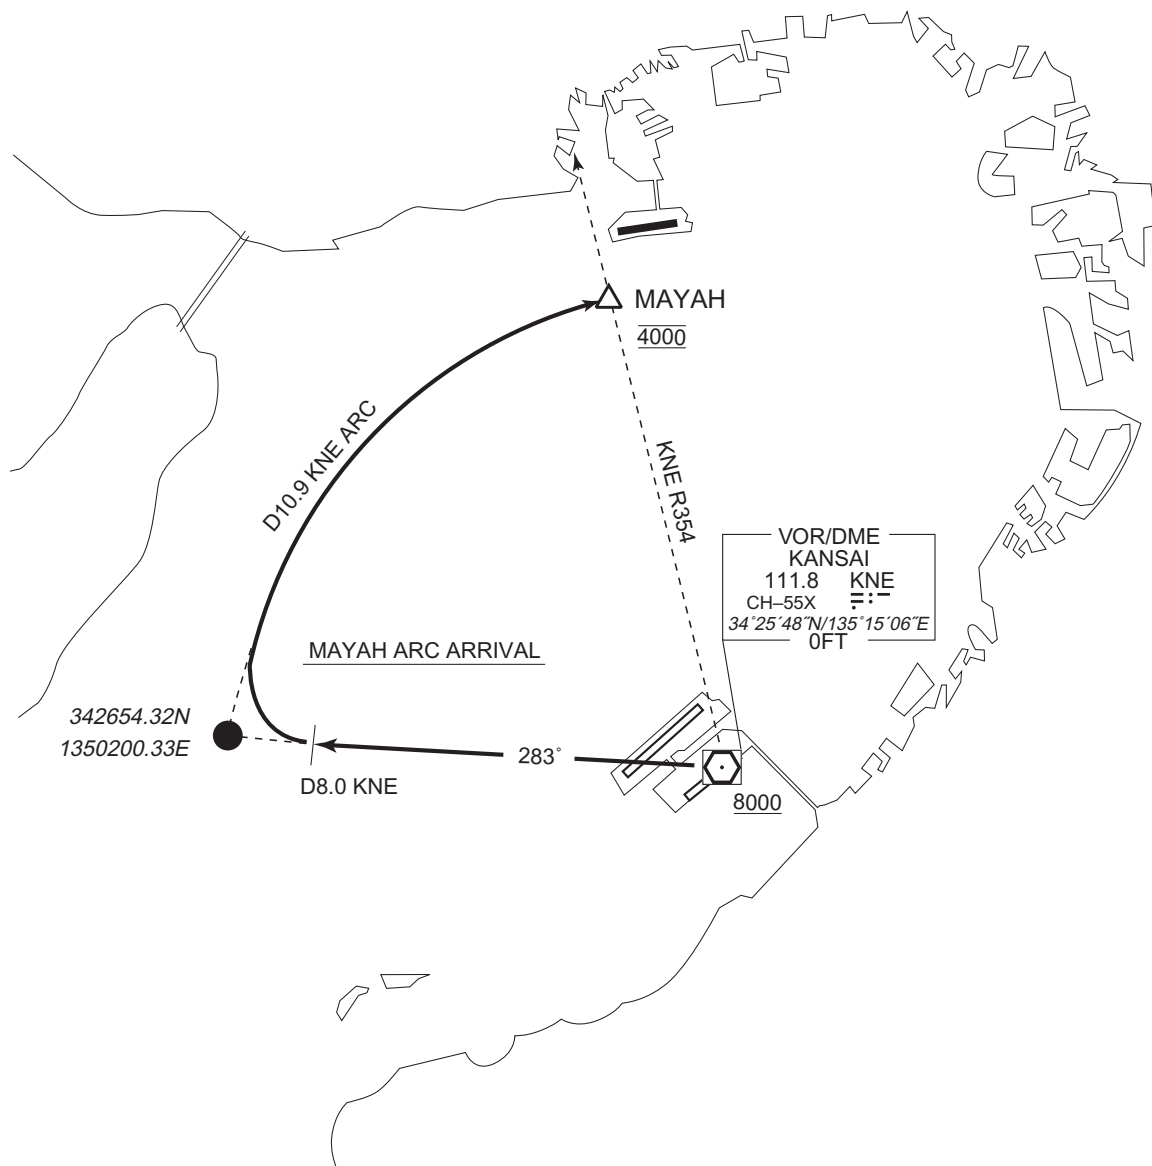 MAYAH
4000
D10.9 KNE ARC
KNE R354
VOR/DME
KANSAI
111.8 KNE
CH–55X
34°25´48˝N/135°15´06˝E
0FT
MAYAH ARC ARRIVAL
342654.32N
1350200.33E
283°
D8.0 KNE
8000